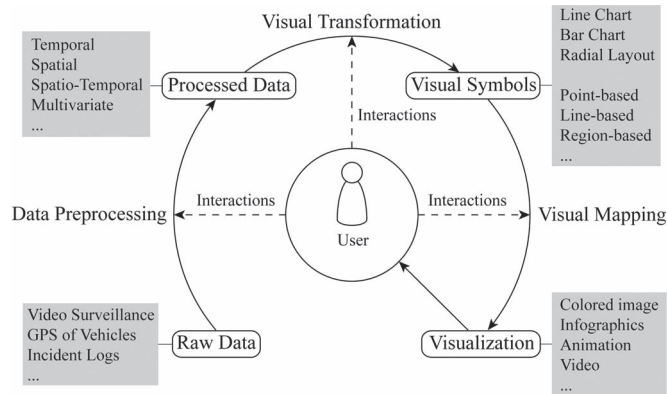 Visual Transformation
Temporal
Spatial
Spatio-Temporal
Multivariate
...
Processed Data
Visual Symbols
Line Chart
Bar Chart
Radial Layout
Point-based
Line-based
Region-based
...
Interactions
Data Preprocessing
Interactions
User
Interactions
Visual Mapping
Video Surveillance
GPS of Vehicles
Incident Logs
...
Raw Data
Visualization
Colored image
Infographics
Animation
Video
...